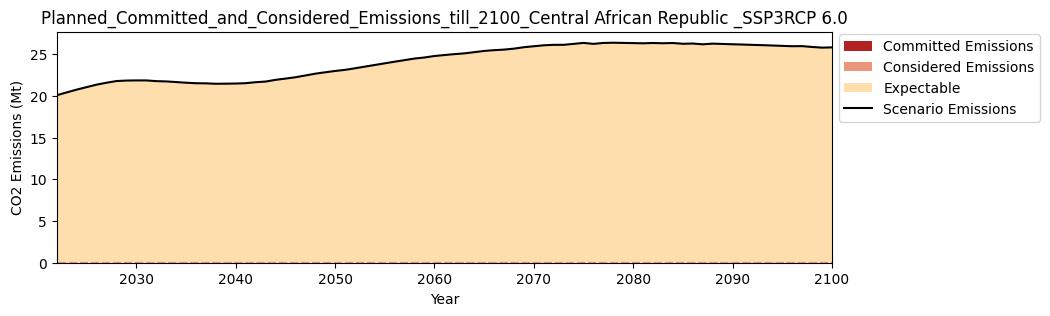 Planned_Committed_and_Considered_Emissions_till_2100_Central African Republic _SSP3RCP 6.0
Committed Emissions
Considered Emissions
Expectable
Scenario Emissions
CO2 Emissions (Mt)
25
20
15
10
5
0
2030 2040 2050 2060 2070 2080 2090 2100
Year